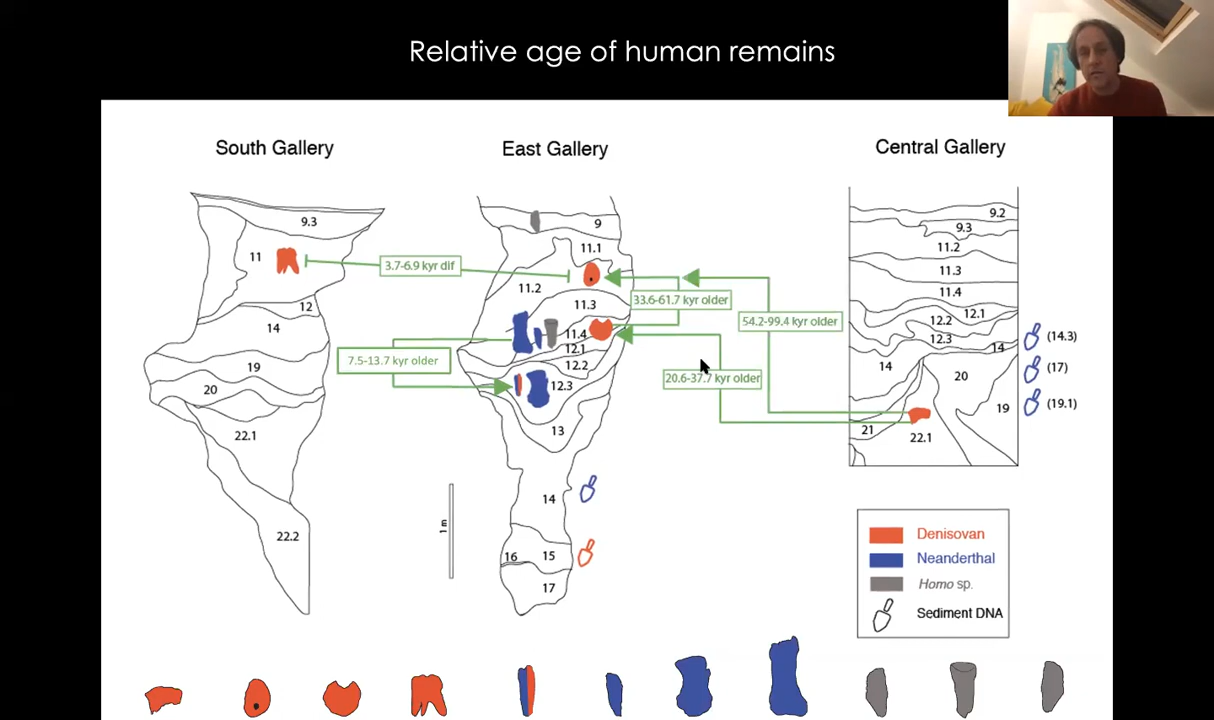 Relative age of human remains
South Gallery
East Gallery
Central Gallery
9.3
11
12
14
19
20
22.1
22.2
3.7-6.9 kyr dif
7.5-13.7 kyr older
9
11.1
11.2
11.3
11.4
12.1
12.2
12.3
13
14
15
16
17
1 m
33.6-61.7 kyr older
54.2-99.4 kyr older
20.6-37.7 kyr older
9.2
9.3
11.2
11.3
11.4
12.1
12.2
12.3
14
14
20
19
21
22.1
(14.3)
(17)
(19.1)
Denisovan
Neanderthal
Homo sp.
Sediment DNA